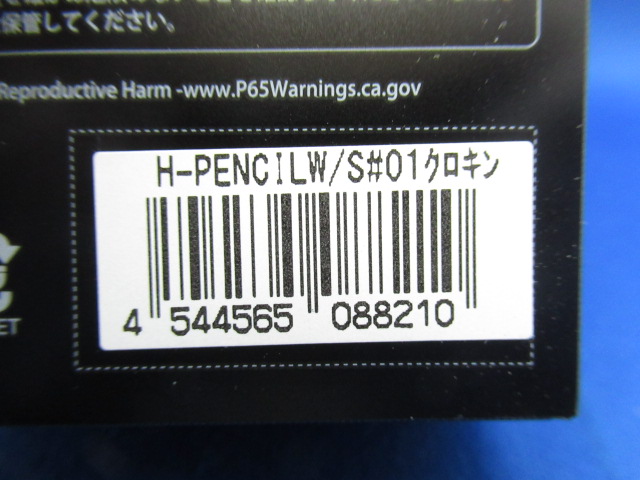 保管してください。
Reproductive Harm -www.P65Warnings.ca.gov
H-PENCILW/S#01ｸﾛｷﾝ
4 544565 088210